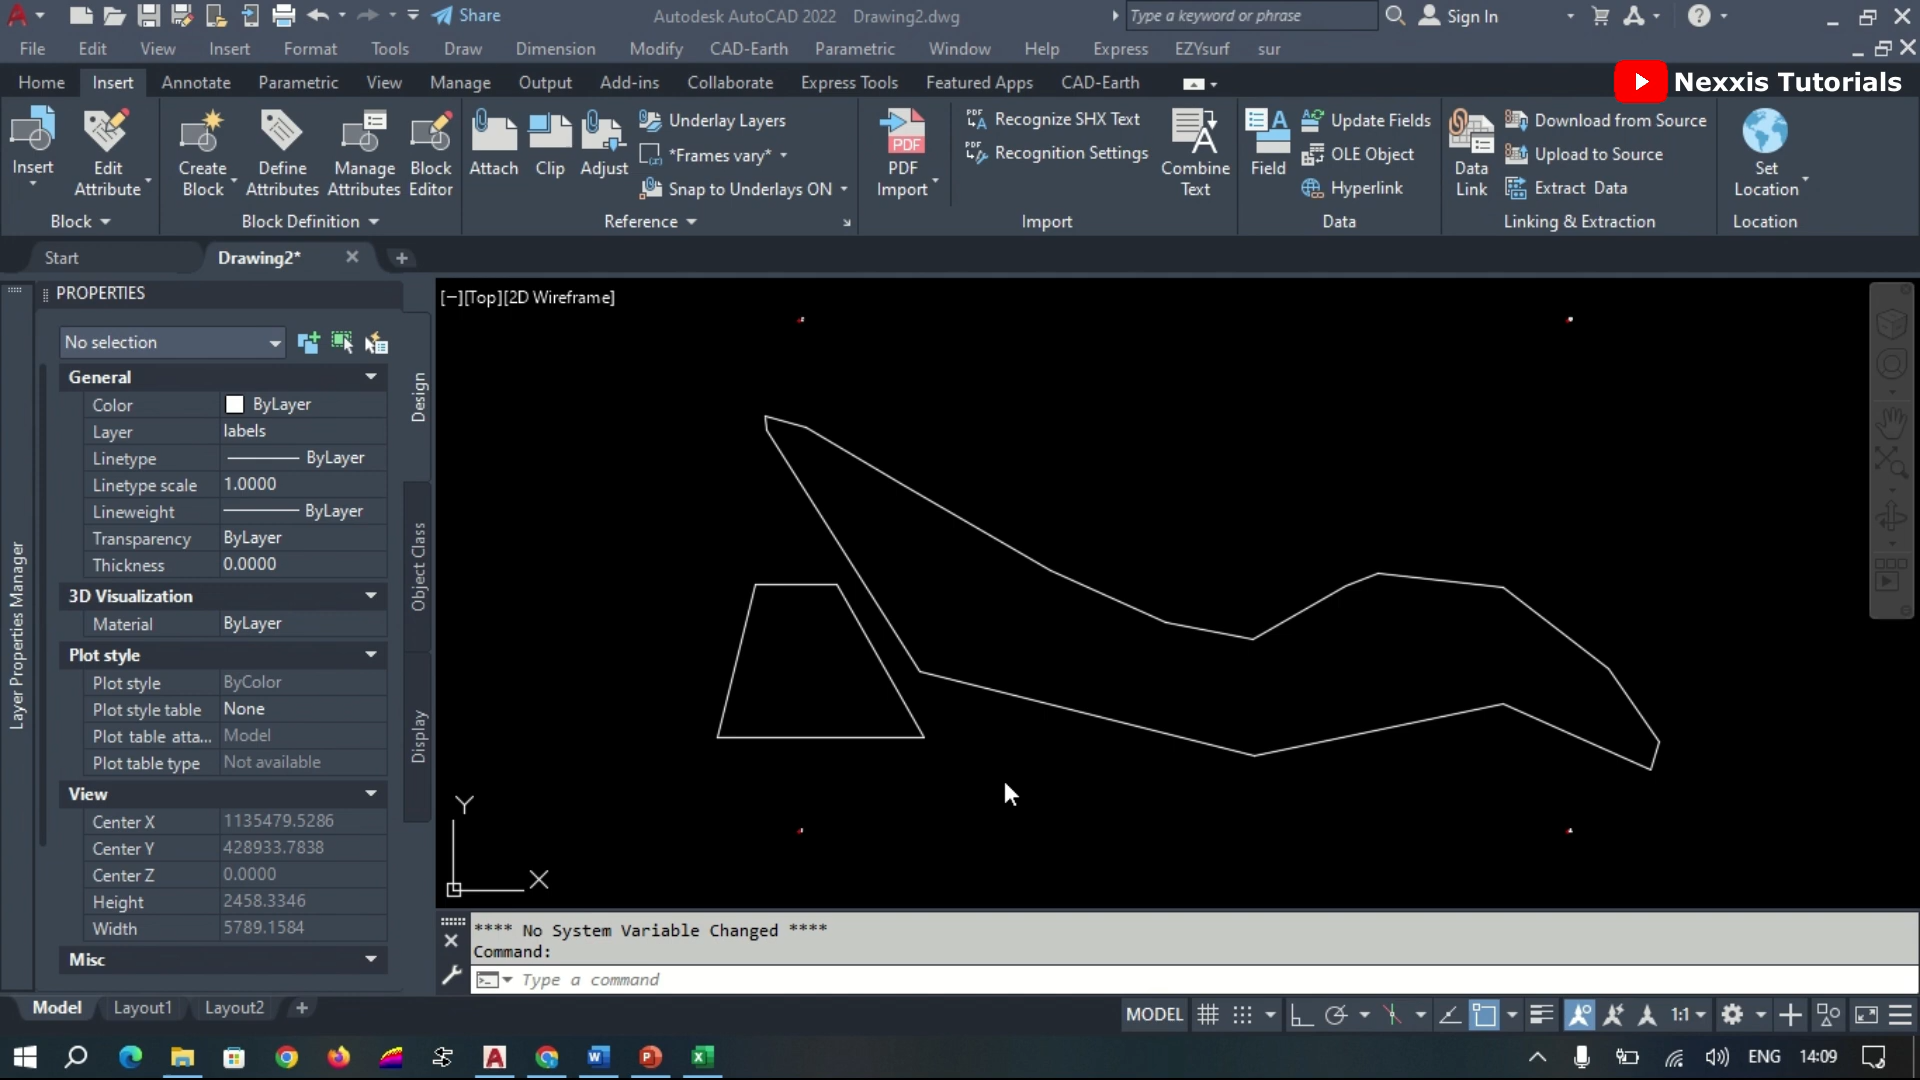 Share
Autodesk AutoCAD 2022 Drawing2.dwg
Type a keyword or phrase
Sign In
File Edit View Insert Format Tools Draw Dimension Modify CAD-Earth Parametric Window Help Express EZYsurf sur
Home Insert Annotate Parametric View Manage Output Add-ins Collaborate Express Tools Featured Apps CAD-Earth
Nexxis Tutorials
Insert
Edit Attribute
Create Block
Define Attributes
Manage Attributes
Block Editor
Attach
Clip
Adjust
Underlay Layers
*Frames vary*
Snap to Underlays ON
PDF
PDF Import
PDF Recognize SHX Text
PDF Recognition Settings
Combine Text
Field
Update Fields
OLE Object
Hyperlink
Data Link
Download from Source
Upload to Source
Extract Data
Set Location
Block
Block Definition
Reference
Import
Data
Linking & Extraction
Location
Start
Drawing2*
PROPERTIES
[−][Top][2D Wireframe]
No selection
General
Color ByLayer
Layer labels
Linetype ByLayer
Linetype scale 1.0000
Lineweight ByLayer
Transparency ByLayer
Thickness 0.0000
3D Visualization
Material ByLayer
Plot style
Plot style ByColor
Plot style table None
Plot table atta... Model
Plot table type Not available
View
Center X 1135479.5286
Center Y 428933.7838
Center Z 0.0000
Height 2458.3346
Width 5789.1584
Misc
Design
Object Class
Display
Layer Properties Manager
Y
X
**** No System Variable Changed ****
Command:
Type a command
Model Layout1 Layout2
MODEL
1:1
ENG 14:09